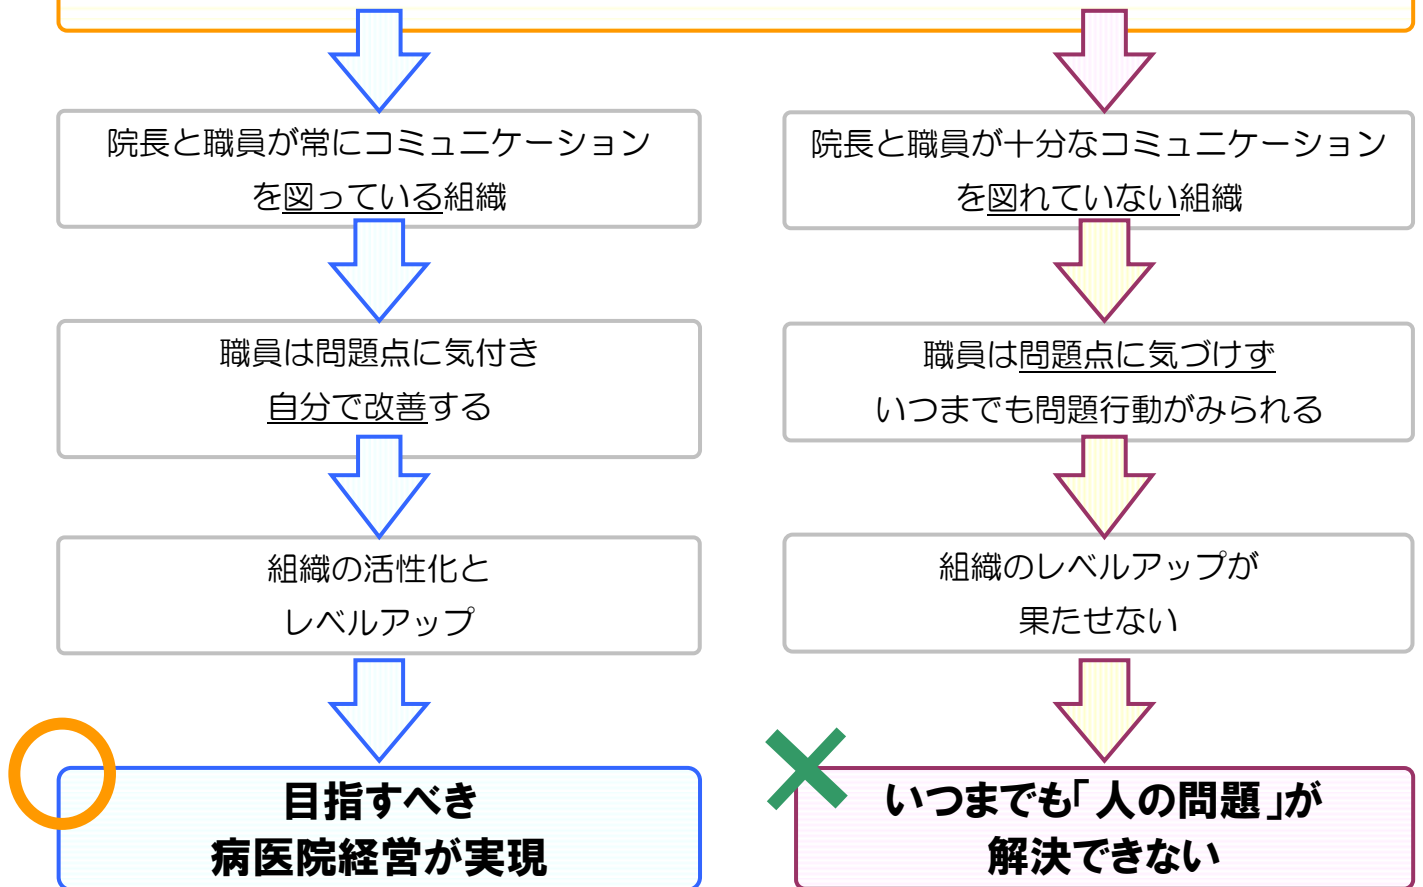 院長と職員が常にコミュニケーション
を図っている組織
職員は問題点に気付き
自分で改善する
組織の活性化と
レベルアップ
目指すべき
病医院経営が実現
院長と職員が十分なコミュニケーション
を図れていない組織
職員は問題点に気づけず
いつまでも問題行動がみられる
組織のレベルアップが
果たせない
いつまでも「人の問題」が
解決できない